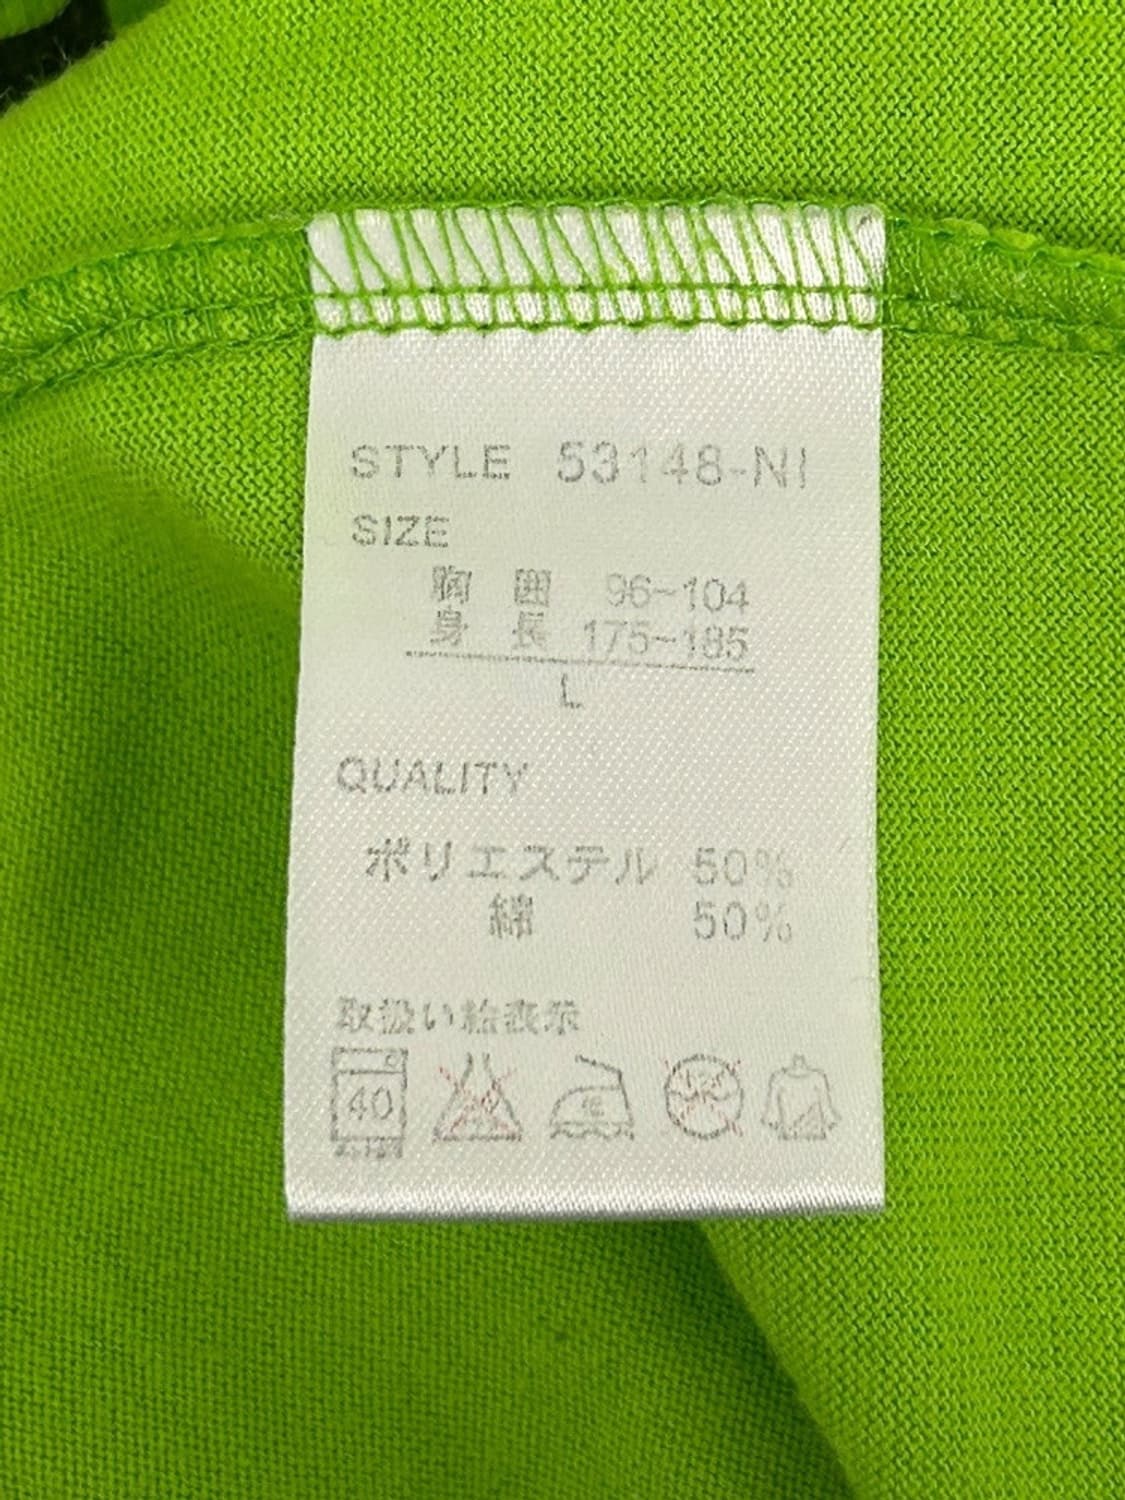 STYLE 53148-NI
SIZE
胸 囲 96~104
身 長 175~185
L
QUALITY
ポリエステル 50%
綿 50%
取扱い絵表示
40